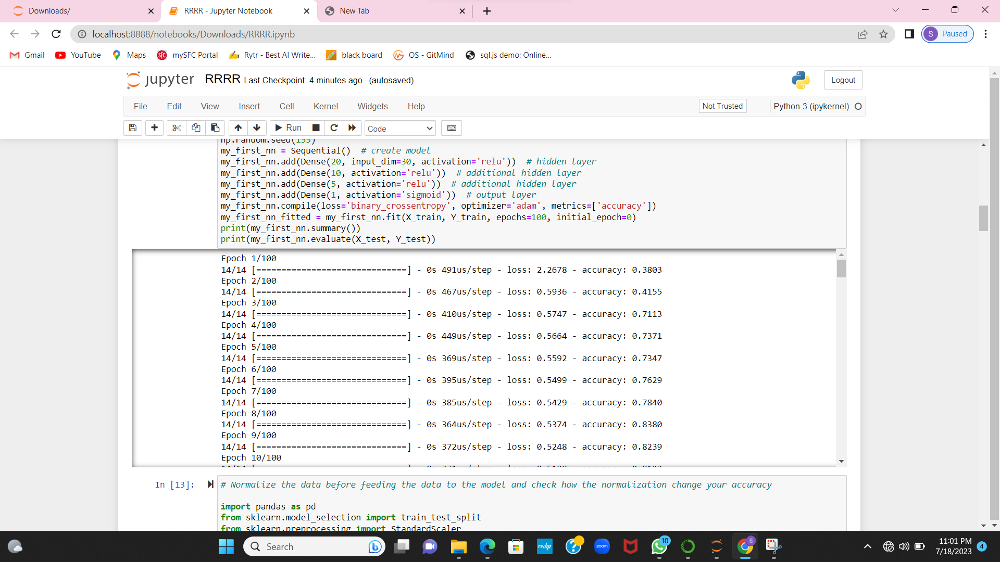 Downloads/
RRRR - Jupyter Notebook
New Tab
localhost:8888/notebooks/Downloads/RRRR.ipynb
S Paused
Gmail YouTube Maps SFC mySFC Portal Rytr - Best AI Write... black board OS - GitMind sql.js demo: Online...
jupyter RRRR Last Checkpoint: 4 minutes ago (autosaved) Logout
File Edit View Insert Cell Kernel Widgets Help Not Trusted Python 3 (ipykernel)
Run Code
np.random.seed(155)
my_first_nn = Sequential()  # create model
my_first_nn.add(Dense(20, input_dim=30, activation='relu'))  # hidden layer
my_first_nn.add(Dense(10, activation='relu'))  # additional hidden layer
my_first_nn.add(Dense(5, activation='relu'))  # additional hidden layer
my_first_nn.add(Dense(1, activation='sigmoid'))  # output layer
my_first_nn.compile(loss='binary_crossentropy', optimizer='adam', metrics=['accuracy'])
my_first_nn_fitted = my_first_nn.fit(X_train, Y_train, epochs=100, initial_epoch=0)
print(my_first_nn.summary())
print(my_first_nn.evaluate(X_test, Y_test))
Epoch 1/100
14/14 [==============================] - 0s 491us/step - loss: 2.2678 - accuracy: 0.3803
Epoch 2/100
14/14 [==============================] - 0s 467us/step - loss: 0.5936 - accuracy: 0.4155
Epoch 3/100
14/14 [==============================] - 0s 410us/step - loss: 0.5747 - accuracy: 0.7113
Epoch 4/100
14/14 [==============================] - 0s 449us/step - loss: 0.5664 - accuracy: 0.7371
Epoch 5/100
14/14 [==============================] - 0s 369us/step - loss: 0.5592 - accuracy: 0.7347
Epoch 6/100
14/14 [==============================] - 0s 395us/step - loss: 0.5499 - accuracy: 0.7629
Epoch 7/100
14/14 [==============================] - 0s 385us/step - loss: 0.5429 - accuracy: 0.7840
Epoch 8/100
14/14 [==============================] - 0s 364us/step - loss: 0.5374 - accuracy: 0.8380
Epoch 9/100
14/14 [==============================] - 0s 372us/step - loss: 0.5248 - accuracy: 0.8239
Epoch 10/100
In [13]:
# Normalize the data before feeding the data to the model and check how the normalization change your accuracy
import pandas as pd
from sklearn.model_selection import train_test_split
from sklearn.preprocessing import StandardScaler
Search
myhp
zoom
10
S
11:01 PM
7/18/2023
4